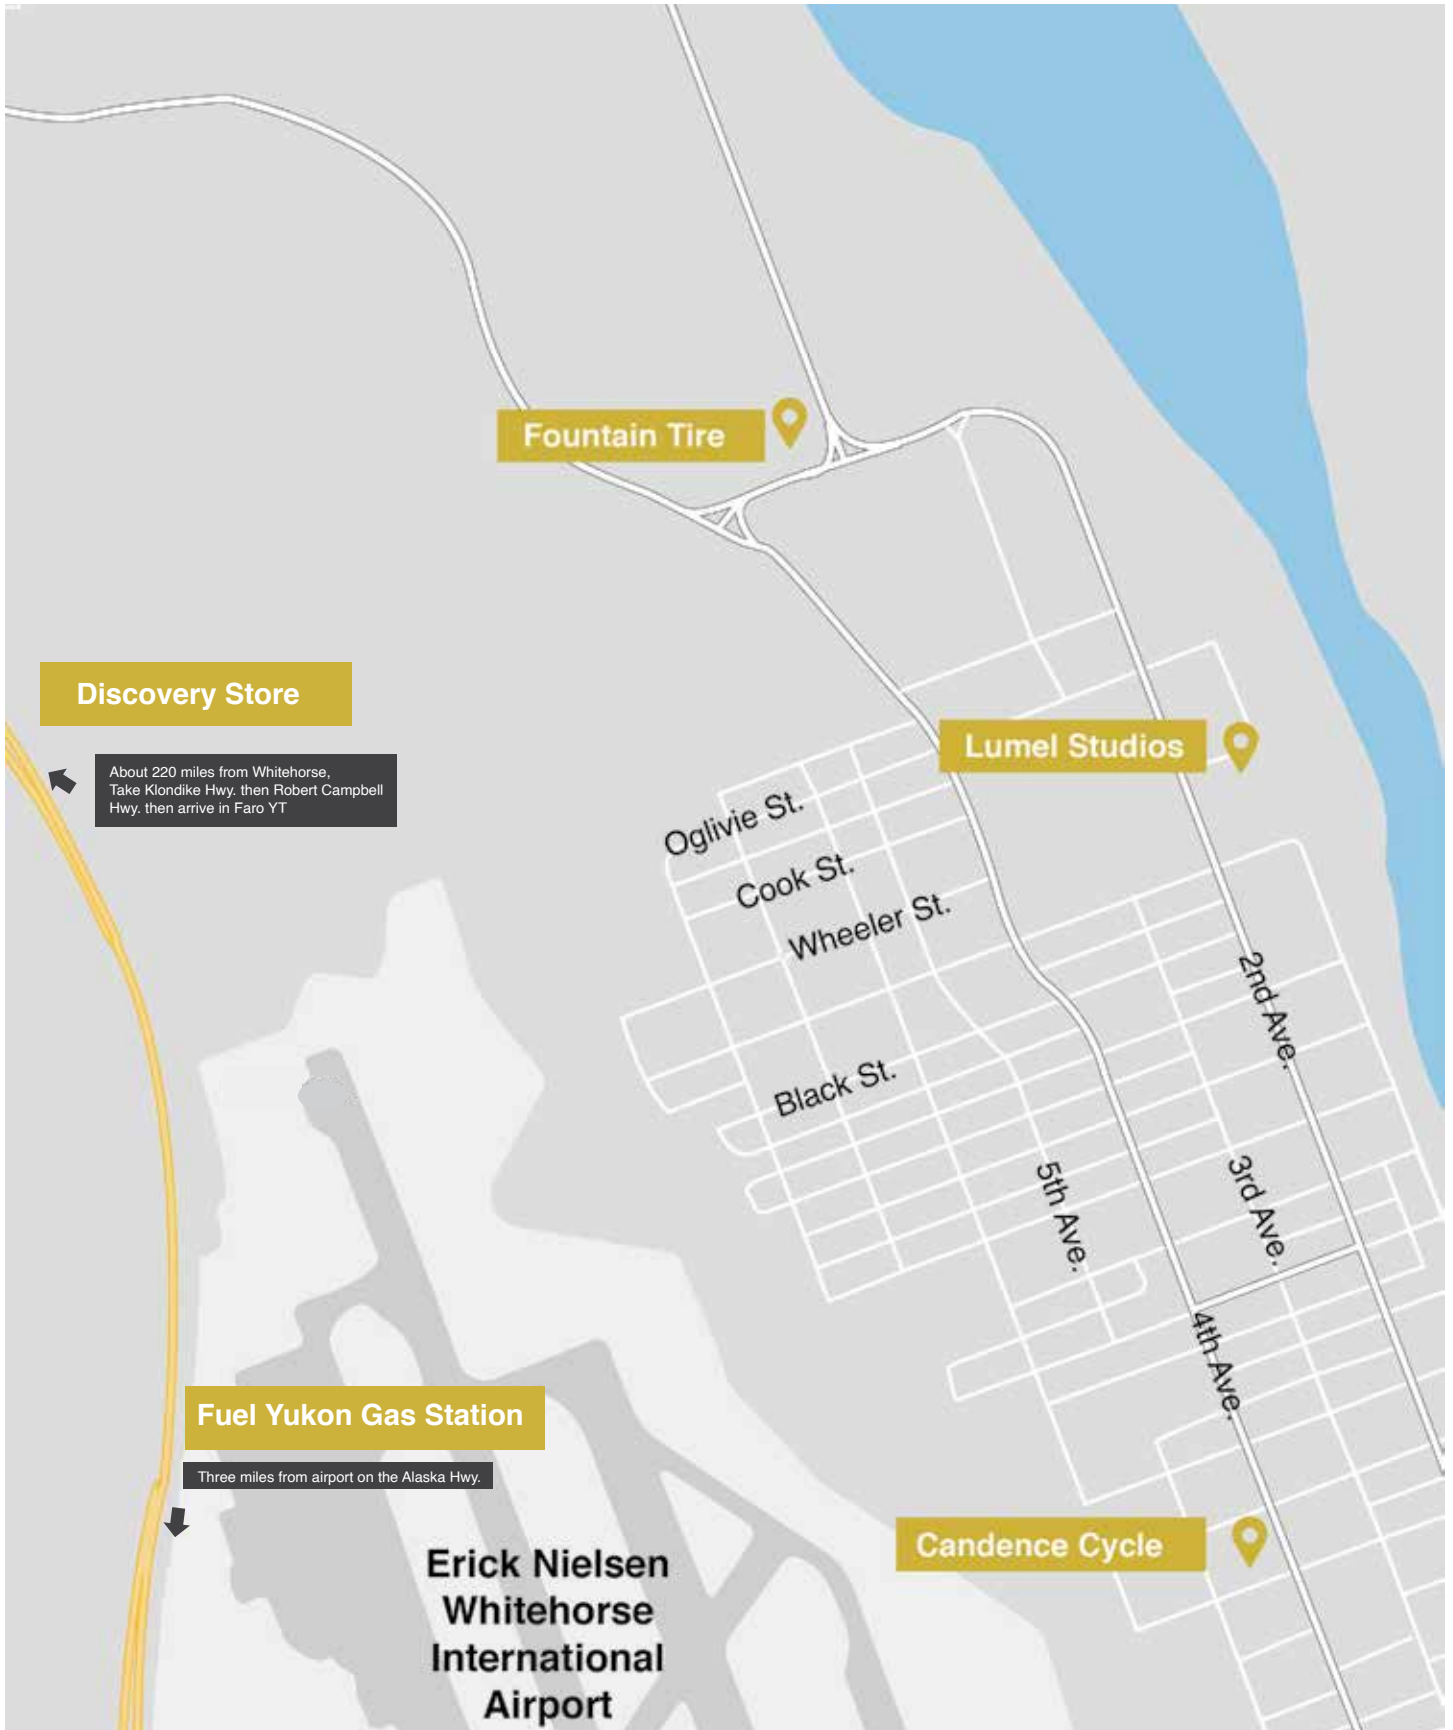 Fountain Tire
Discovery Store
About 220 miles from Whitehorse,
Take Klondike Hwy. then Robert Campbell
Hwy. then arrive in Faro YT
Lumel Studios
Oglivie St.
Cook St.
Wheeler St.
Black St.
2nd Ave.
3rd Ave.
5th Ave.
4th Ave.
Fuel Yukon Gas Station
Three miles from airport on the Alaska Hwy.
Candence Cycle
Erick Nielsen
Whitehorse
International
Airport